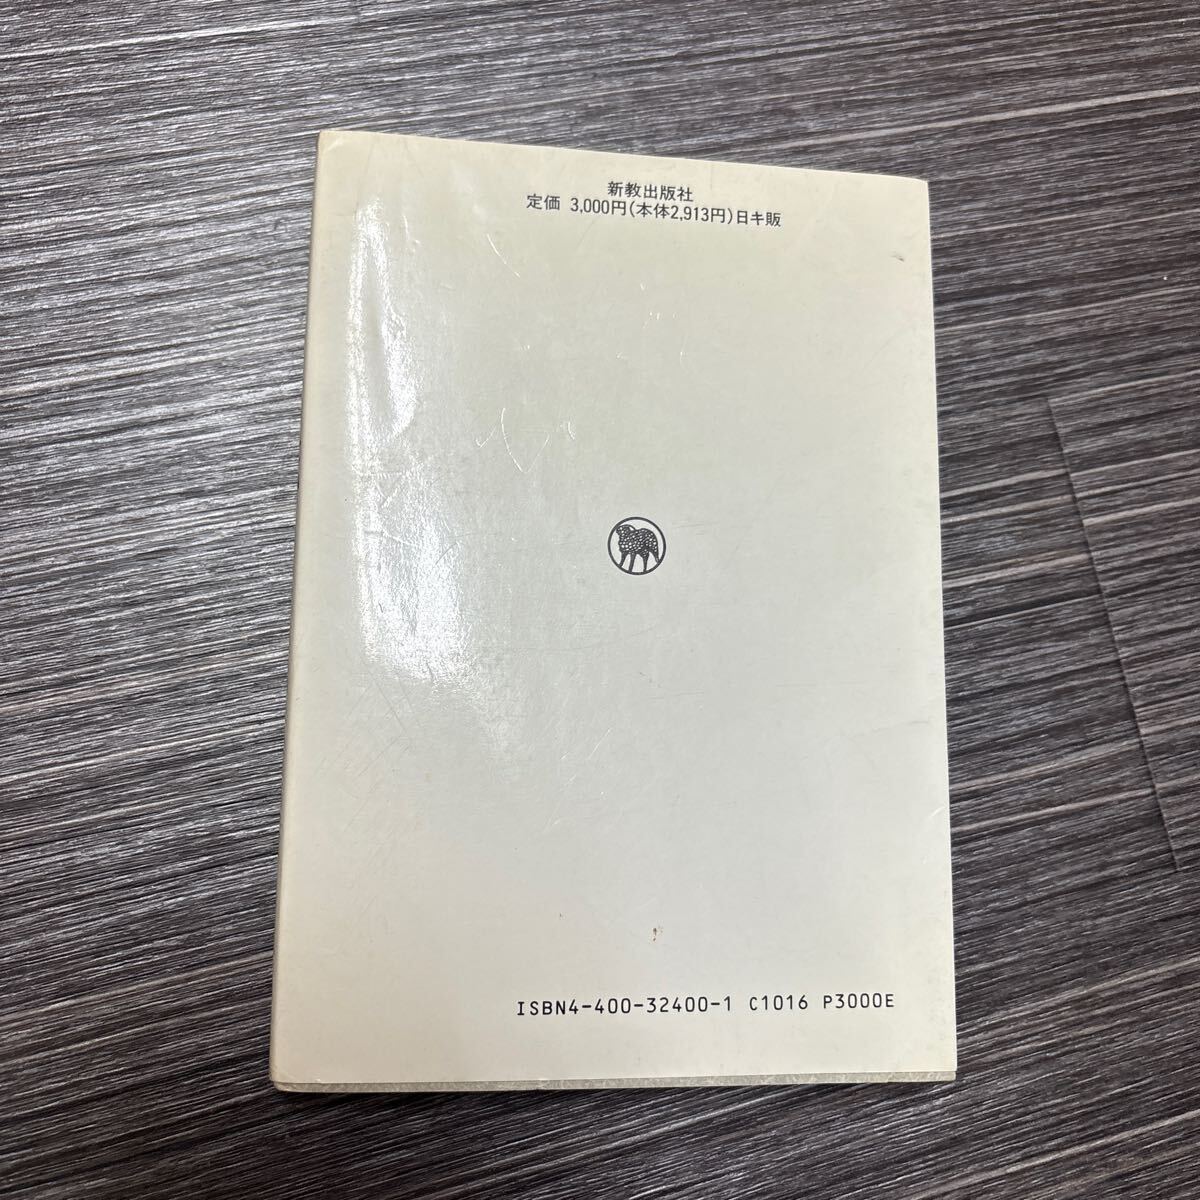 新教出版社
定価 3,000円(本体2,913円)日キ販
ISBN4-400-32400-1 C1016 P3000E